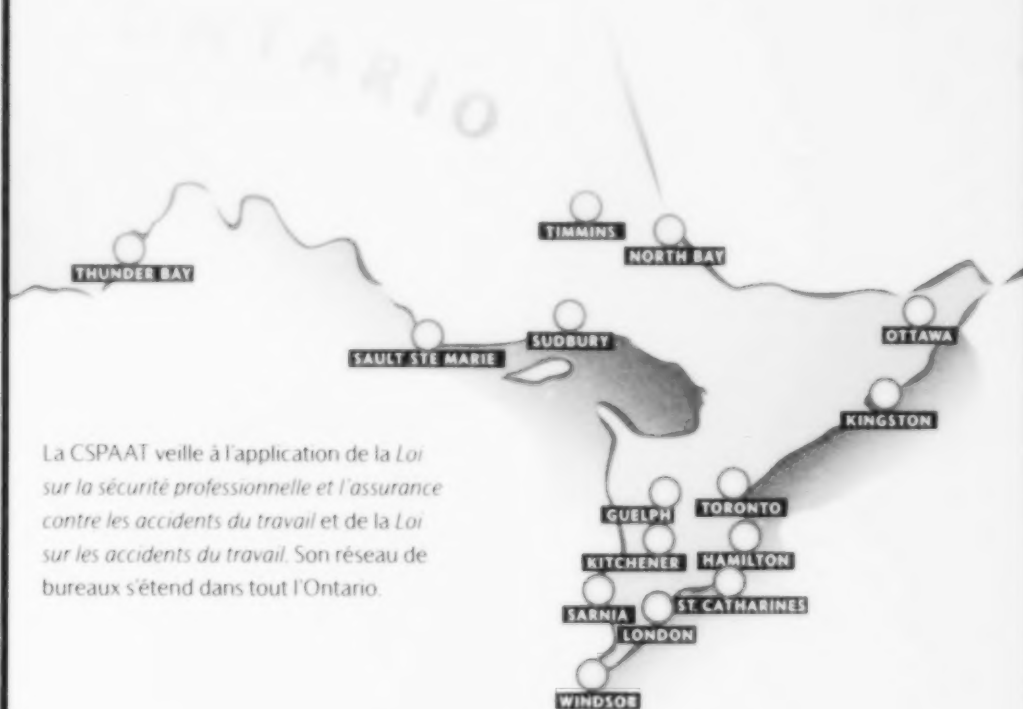 ONTARIO
TIMMINS
NORTH BAY
THUNDER BAY
OTTAWA
SUDBURY
SAULT STE MARIE
KINGSTON
La CSPAAT veille à l'application de la Loi
sur la sécurité professionnelle et l'assurance
contre les accidents du travail et de la Loi
sur les accidents du travail. Son réseau de
bureaux s'étend dans tout l'Ontario.
TORONTO
GUELPH
KITCHENER
HAMILTON
ST. CATHARINES
SARNIA
LONDON
WINDSOR